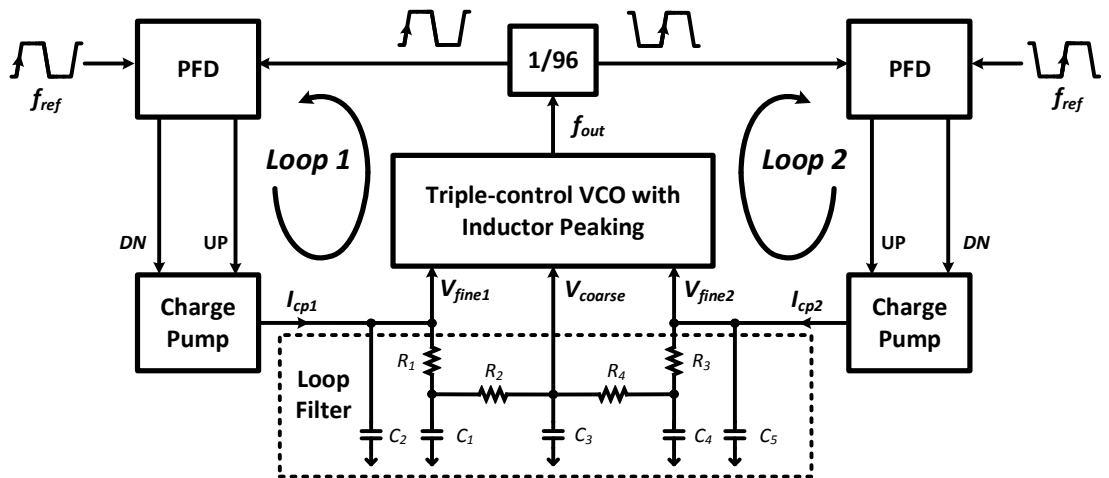 PFD
1/96
PFD
f_ref
f_ref
f_out
Loop 1
Loop 2
Triple-control VCO with
Inductor Peaking
DN
UP
UP
DN
Charge
Pump
I_cp1
V_fine1
V_coarse
V_fine2
I_cp2
Charge
Pump
R_1
R_2
R_4
R_3
Loop
Filter
C_2
C_1
C_3
C_4
C_5